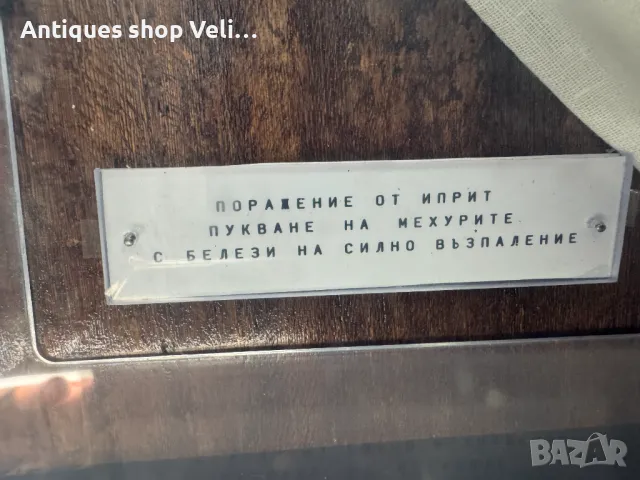 Antiques shop Veli...
ПОРАЖЕНИЕ ОТ ИПРИТ
ПУКВАНЕ НА МЕХУРИТЕ
С БЕЛЕЗИ НА СИЛНО ВЪЗПАЛЕНИЕ
BAZAR